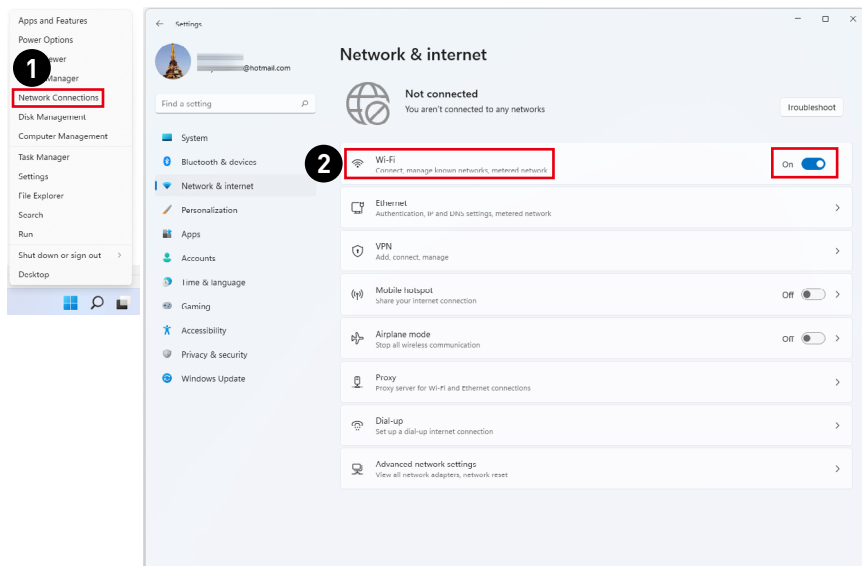 Apps and Features
Power Options
ewer
1
Manager
Network Connections
Disk Management
Computer Management
Task Manager
Settings
File Explorer
Search
Run
Shut down or sign out
Desktop
Settings
@hotmail.com
Find a setting
System
Bluetooth & devices
Network & internet
Personalization
Apps
Accounts
Time & language
Gaming
Accessibility
Privacy & security
Windows Update
Network & internet
Not connected
You aren't connected to any networks
Troubleshoot
2
Wi-Fi
Connect, manage known networks, metered network
On
Ethernet
Authentication, IP and DNS settings, metered network
VPN
Add, connect, manage
Mobile hotspot
Share your internet connection
Off
Airplane mode
Stop all wireless communication
Off
Proxy
Proxy server for Wi-Fi and Ethernet connections
Dial-up
Set up a dial-up internet connection
Advanced network settings
View all network adapters, network reset